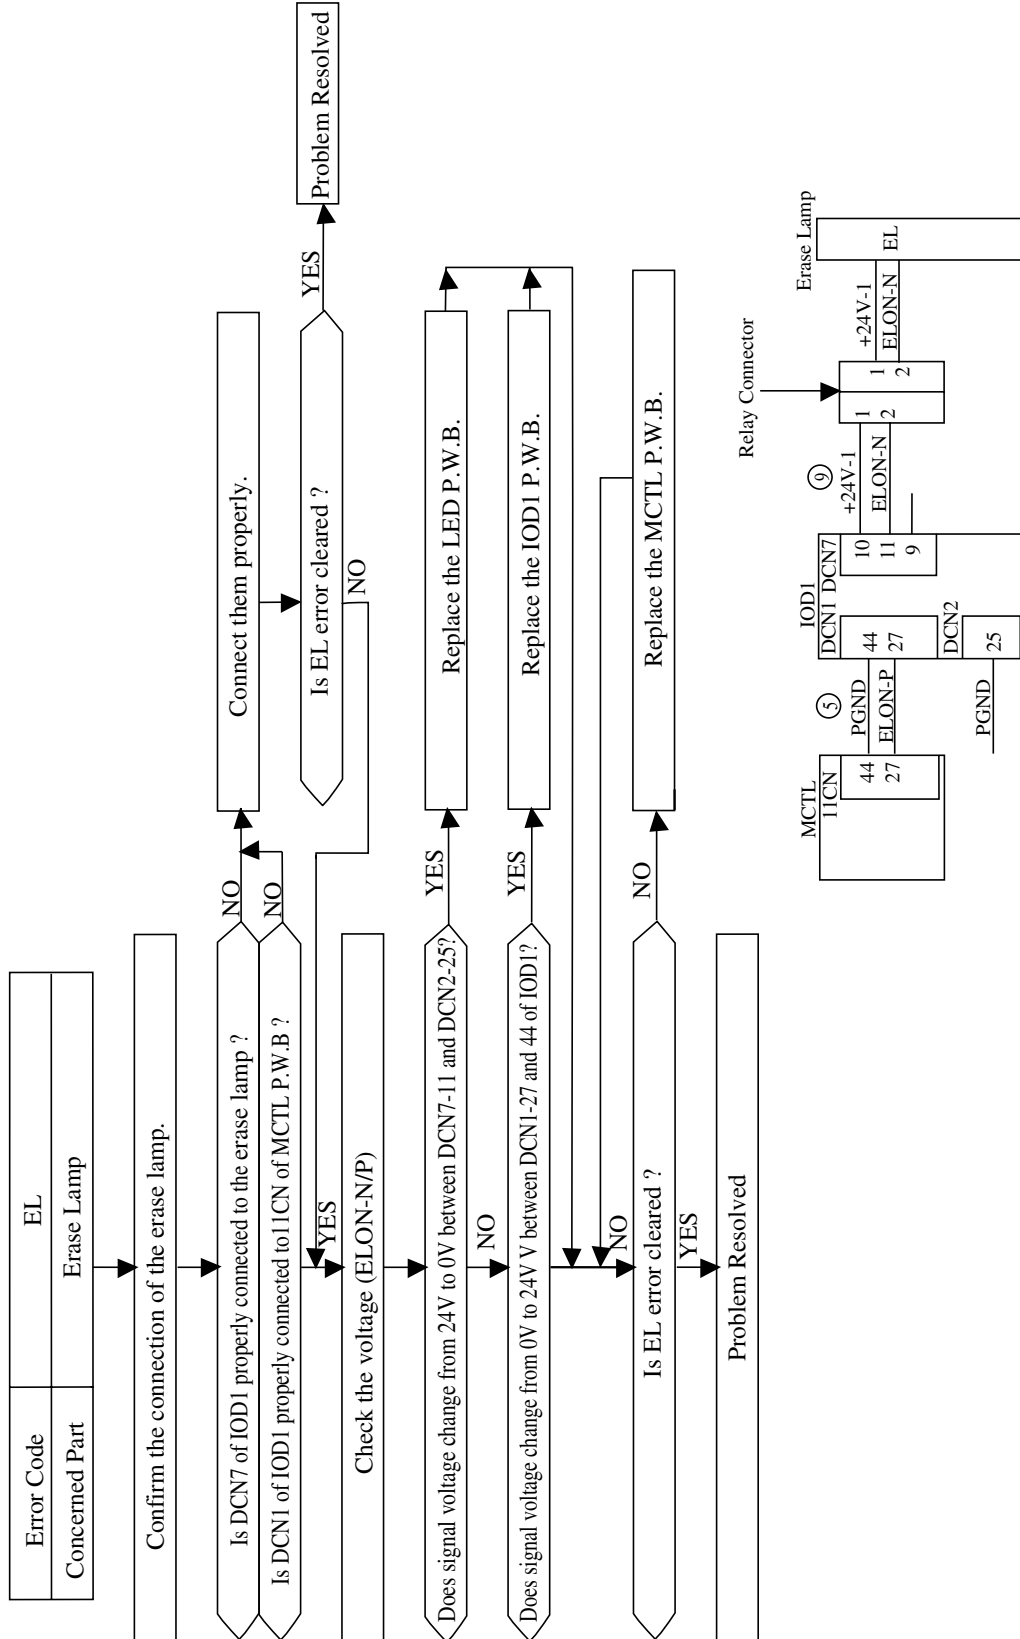 Error Code
EL
Concerned Part
Erase Lamp
Confirm the connection of the erase lamp.
Is DCN7 of IOD1 properly connected to the erase lamp ?
NO
Is DCN1 of IOD1 properly connected to11CN of MCTL P.W.B ?
NO
Connect them properly.
Is EL error cleared ?
YES
Problem Resolved
NO
YES
Check the voltage (ELON-N/P)
Does signal voltage change from 24V to 0V between DCN7-11 and DCN2-25?
YES
Replace the LED P.W.B.
NO
Does signal voltage change from 0V to 24V V between DCN1-27 and 44 of IOD1?
YES
Replace the IOD1 P.W.B.
NO
Is EL error cleared ?
NO
Replace the MCTL P.W.B.
YES
Problem Resolved
MCTL
11CN
44
27
5
PGND
ELON-P
PGND
IOD1
DCN1
DCN7
44
27
DCN2
25
10
11
9
9
+24V-1
ELON-N
Relay Connector
1
2
1
2
+24V-1
ELON-N
Erase Lamp
EL